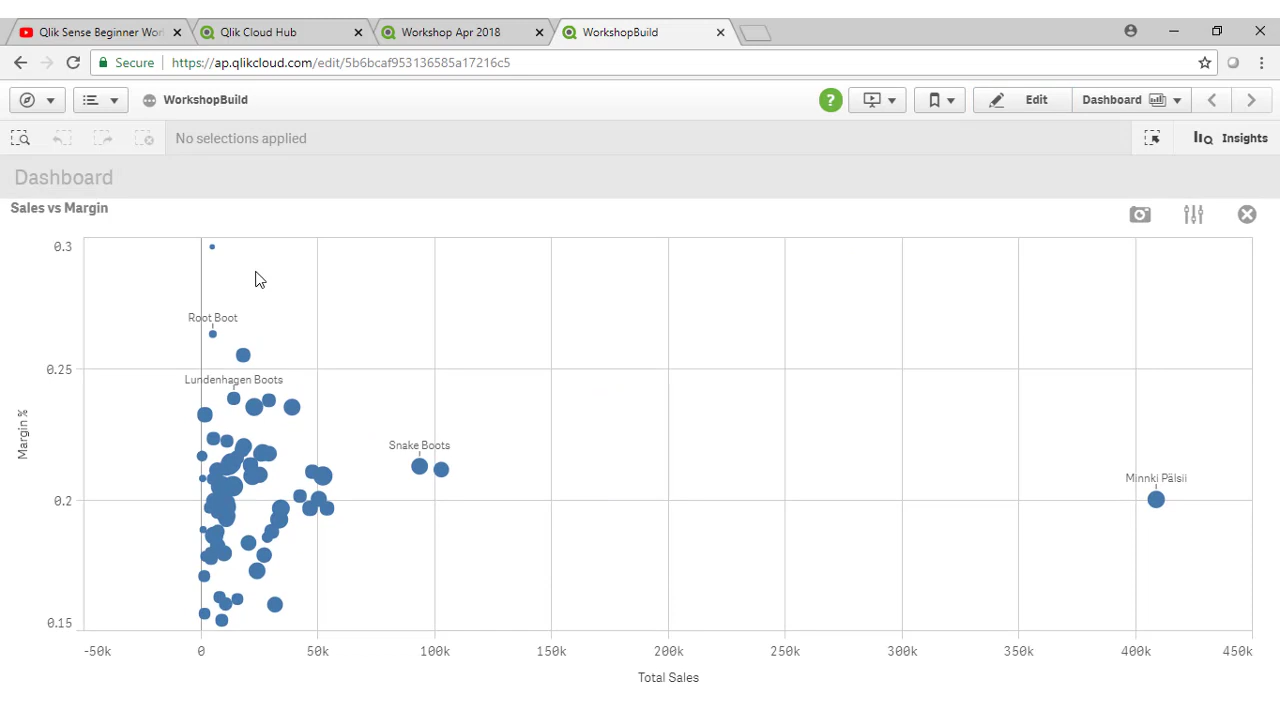 Qlik Sense Beginner Wor
Qlik Cloud Hub
Workshop Apr 2018
WorkshopBuild
Secure
https://ap.qlikcloud.com/edit/5b6bcaf953136585a17216c5
WorkshopBuild
?
Edit
Dashboard
No selections applied
Insights
Dashboard
Sales vs Margin
0.3
Root Boot
0.25
Lundenhagen Boots
Margin %
Snake Boots
Minnki Pälsii
0.2
0.15
-50k
0
50k
100k
150k
200k
250k
300k
350k
400k
450k
Total Sales